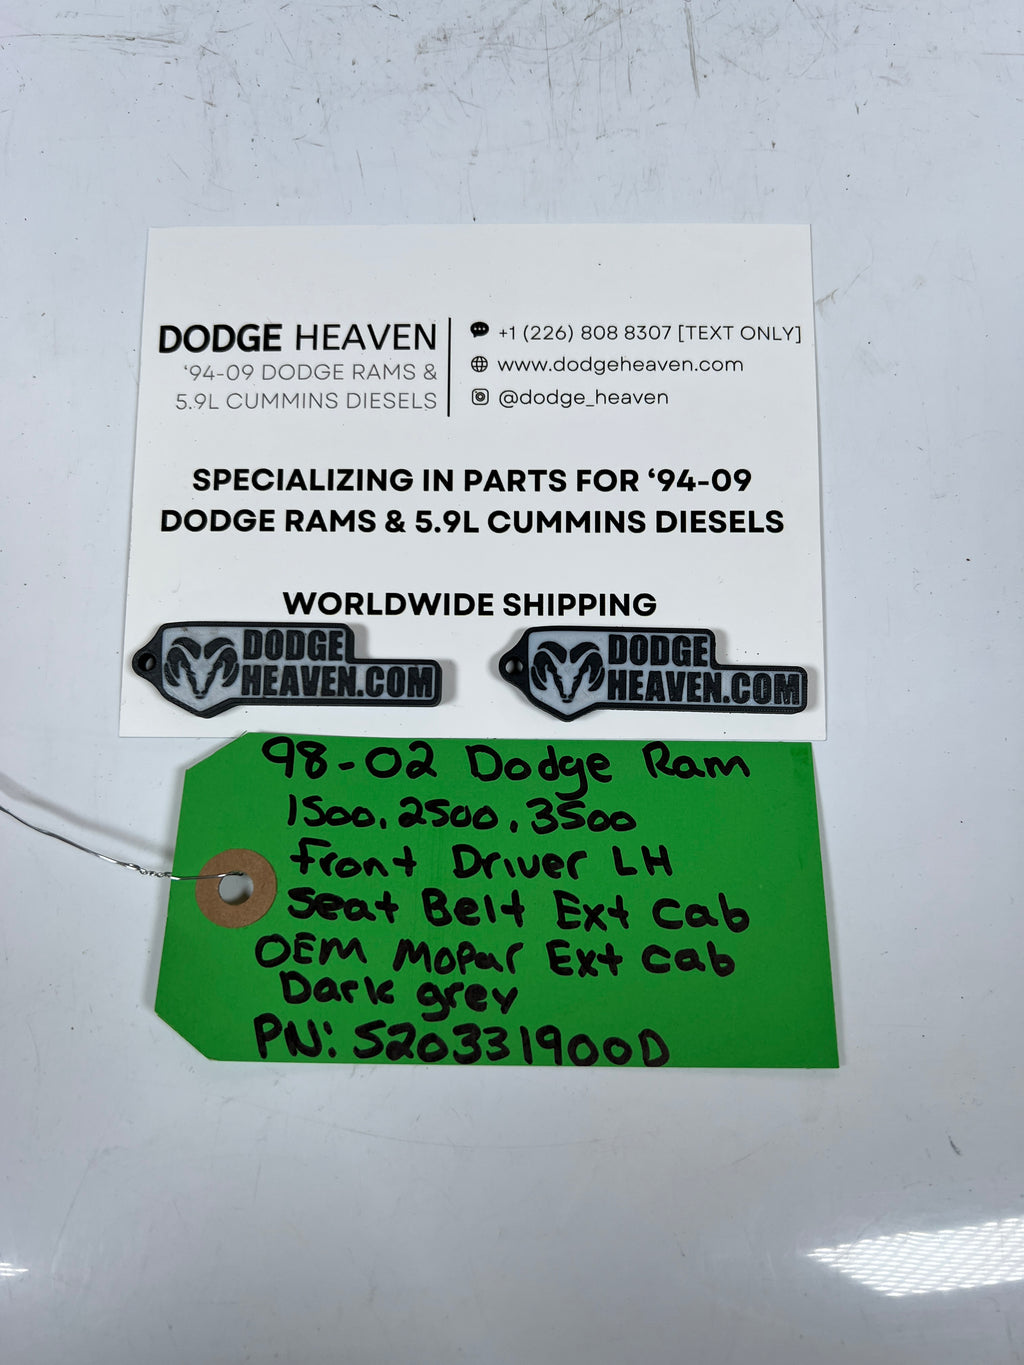 DODGE HEAVEN
‘94-09 DODGE RAMS &
5.9L CUMMINS DIESELS
+1 (226) 808 8307 [TEXT ONLY]
www.dodgeheaven.com
@dodge_heaven
SPECIALIZING IN PARTS FOR ‘94-09
DODGE RAMS & 5.9L CUMMINS DIESELS
WORLDWIDE SHIPPING
DODGE
HEAVEN.COM
DODGE
HEAVEN.COM
98-02 Dodge Ram
1500, 2500, 3500
Front Driver LH
Seat Belt Ext Cab
OEM Mopar Ext Cab
Dark grey
PN: S20331900D